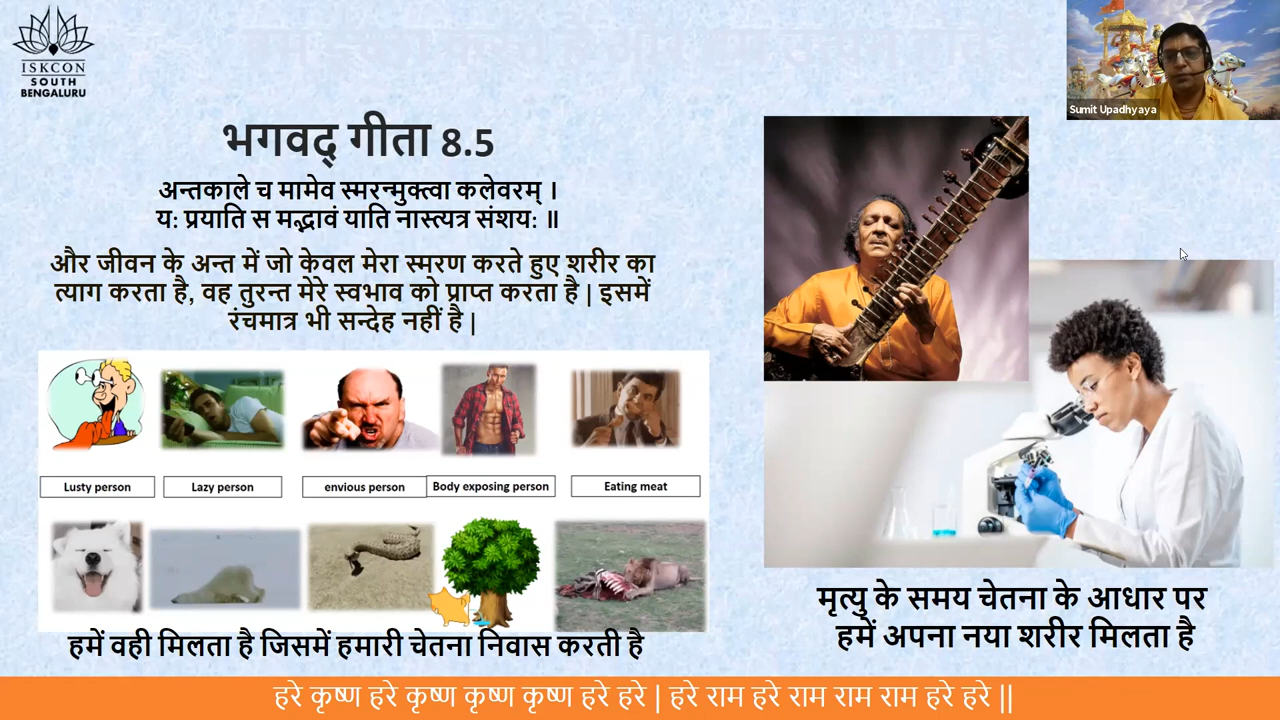 ISKCON
SOUTH
BENGALURU
Sumit Upadhyaya
भगवद् गीता 8.5
अन्तकाले च मामेव स्मरन्मुक्त्वा कलेवरम् ।
य: प्रयाति स मद्भावं याति नास्त्यत्र संशय: ॥
और जीवन के अन्त में जो केवल मेरा स्मरण करते हुए शरीर का
त्याग करता है, वह तुरन्त मेरे स्वभाव को प्राप्त करता है | इसमें
रंचमात्र भी सन्देह नहीं है |
Lusty person
Lazy person
envious person
Body exposing person
Eating meat
हमें वही मिलता है जिसमें हमारी चेतना निवास करती है
मृत्यु के समय चेतना के आधार पर
हमें अपना नया शरीर मिलता है
हरे कृष्ण हरे कृष्ण कृष्ण कृष्ण हरे हरे | हरे राम हरे राम राम राम हरे हरे ||